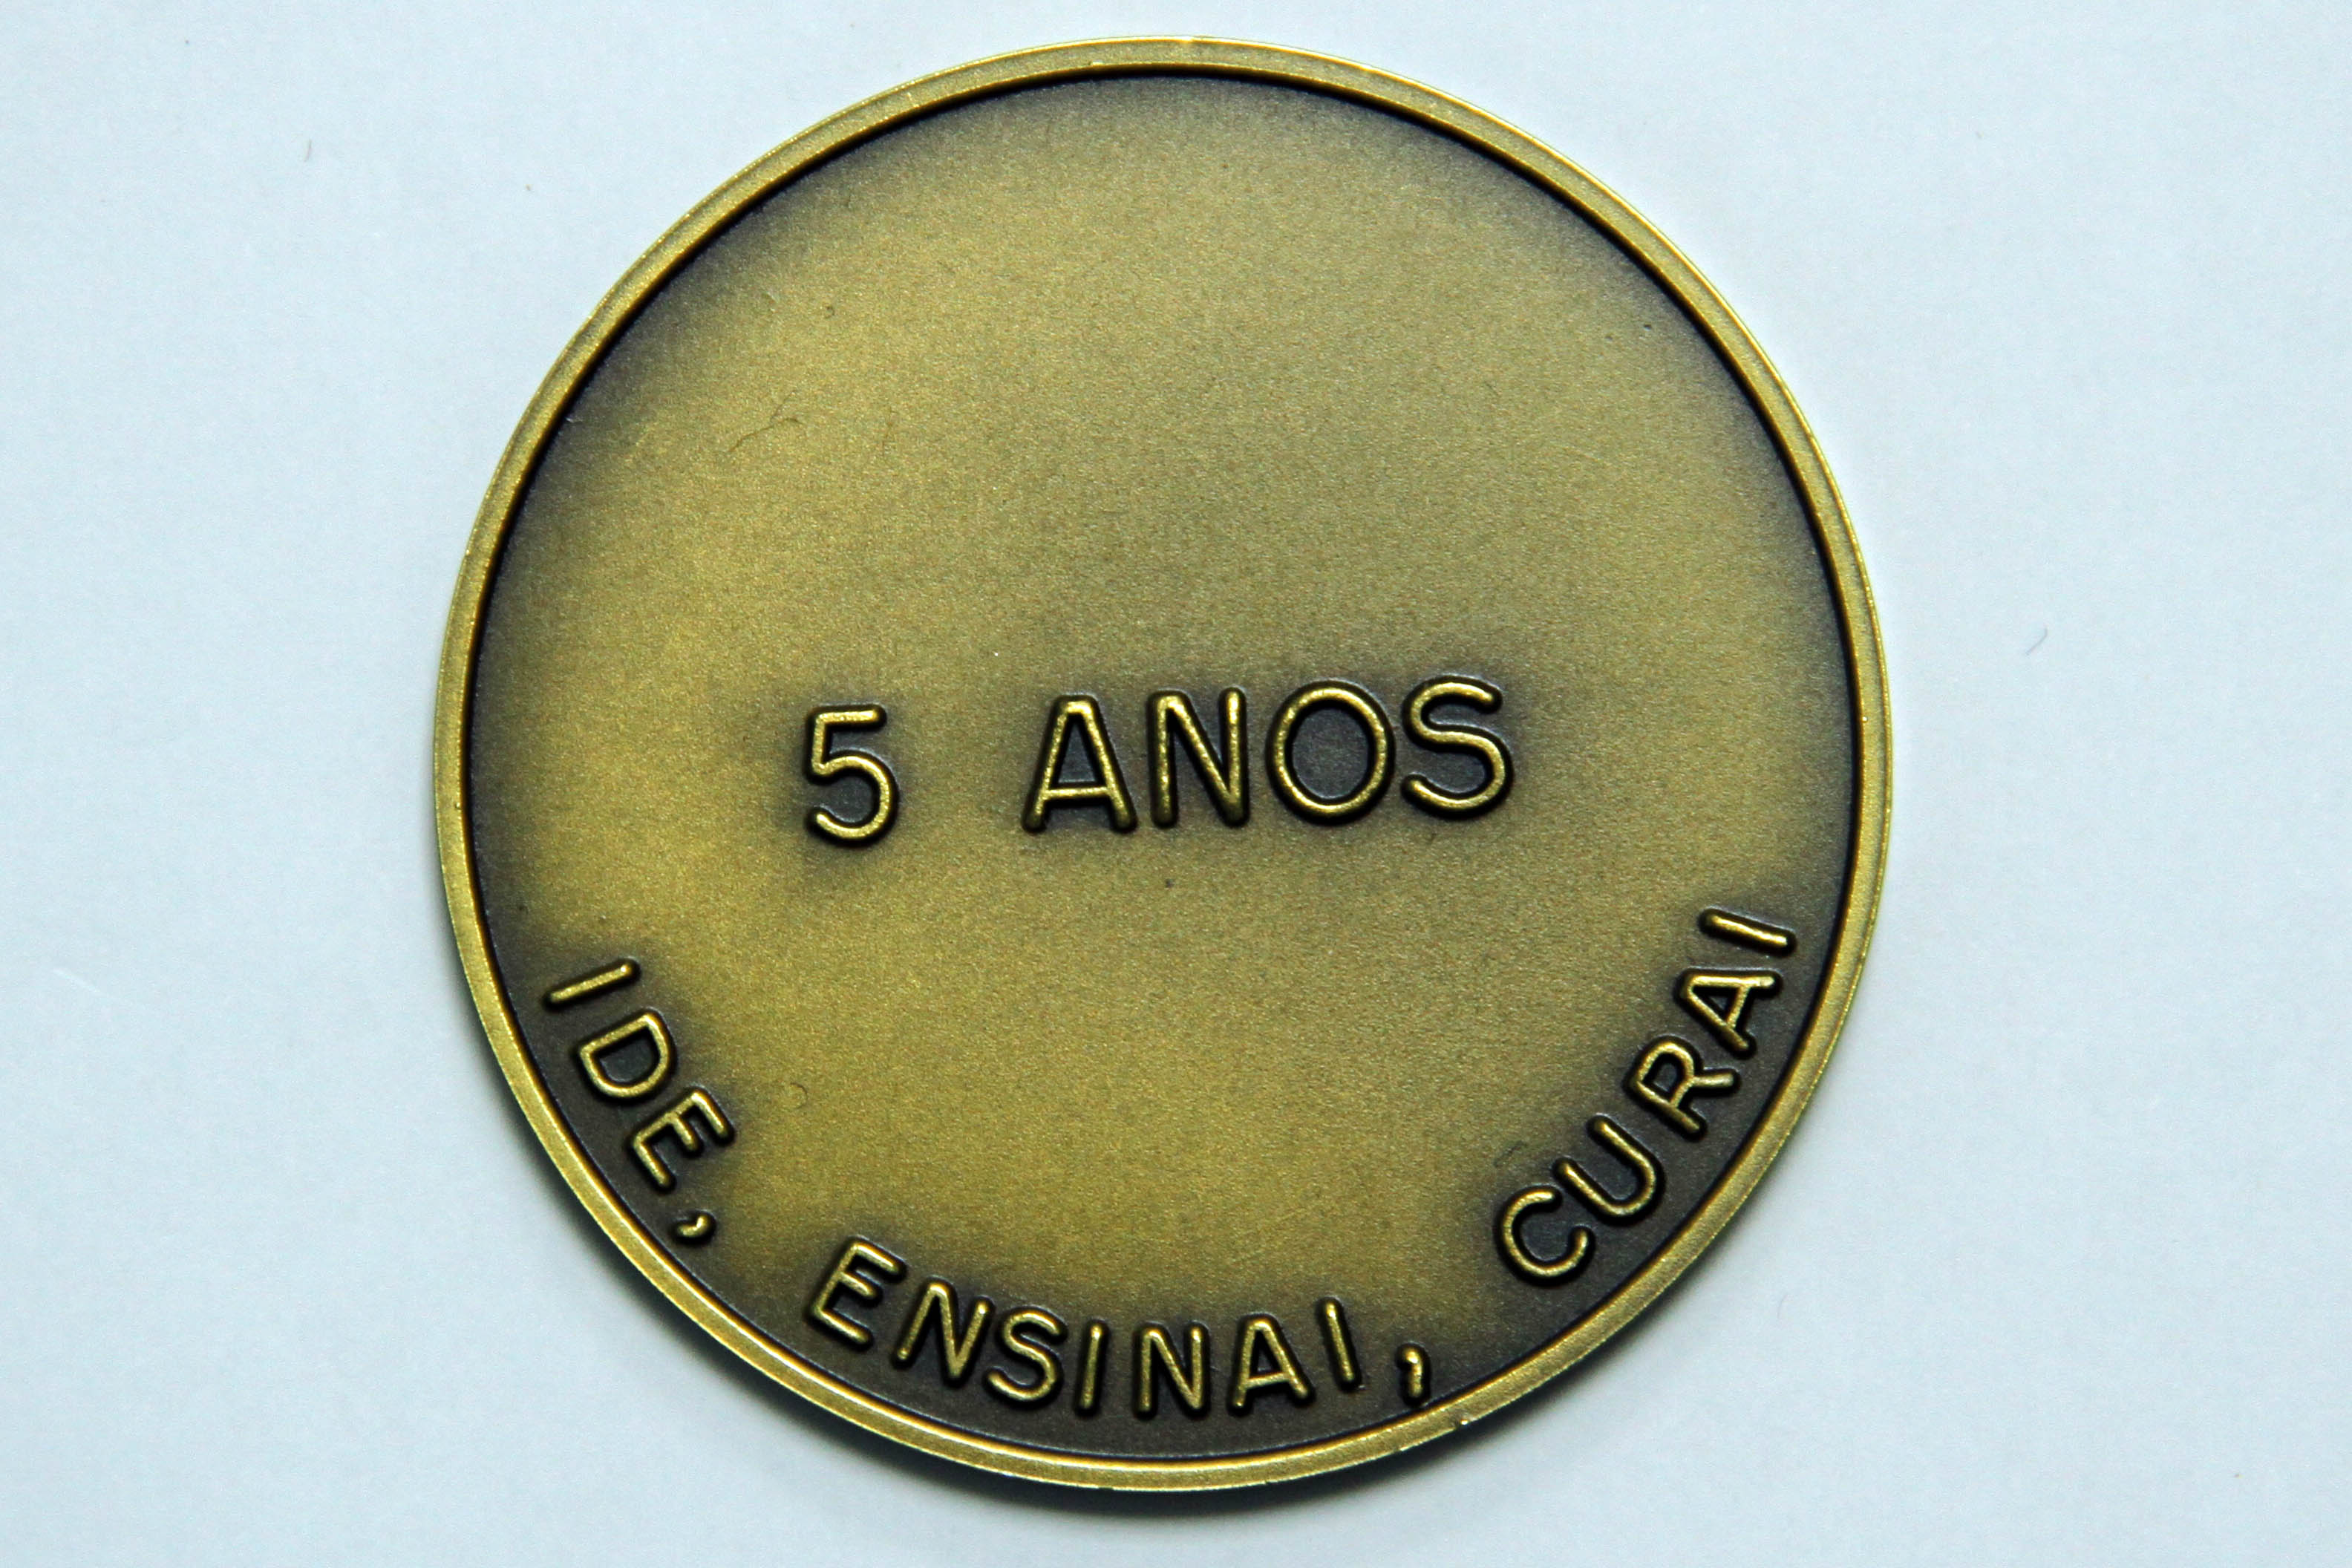 5 ANOS
IDE, ENSINAI, CURAI